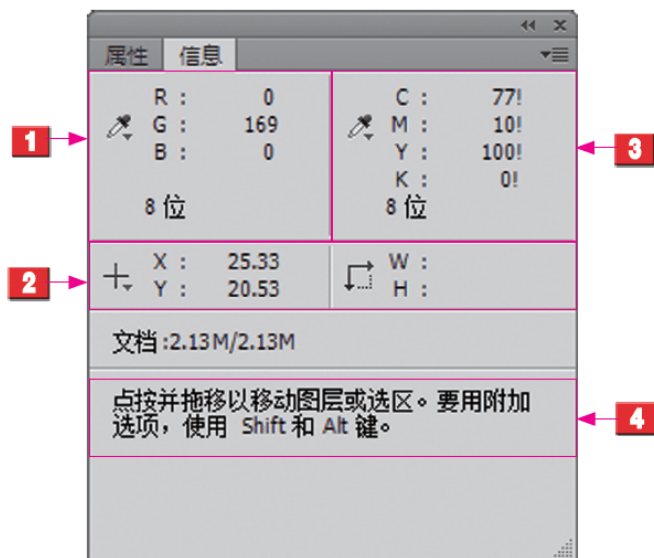 属性 信息
1
R : 0
G : 169
B : 0
8 位
C : 77!
M : 10!
Y : 100!
K : 0!
8 位
3
2
X : 25.33
Y : 20.53
W :
H :
文档:2.13M/2.13M
点按并拖移以移动图层或选区。要用附加
选项，使用 Shift 和 Alt 键。
4